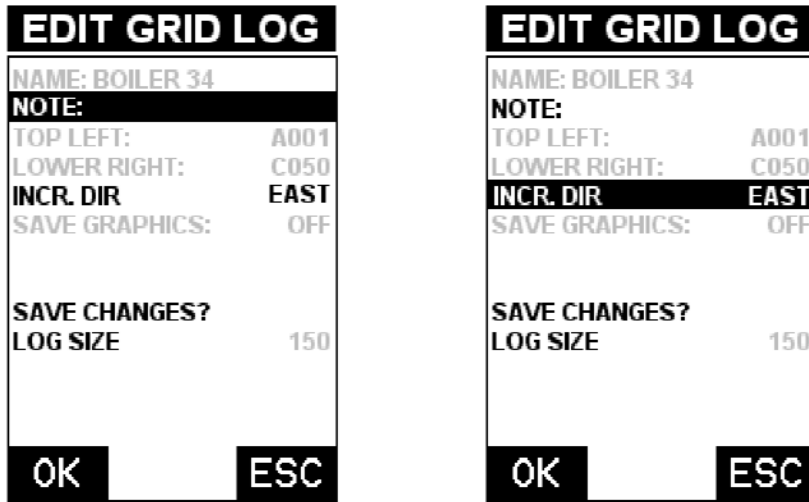 EDIT GRID LOG
NAME: BOILER 34
NOTE:
TOP LEFT: A001
LOWER RIGHT: C050
INCR. DIR EAST
SAVE GRAPHICS: OFF
SAVE CHANGES?
LOG SIZE 150
OK ESC
EDIT GRID LOG
NAME: BOILER 34
NOTE:
TOP LEFT: A001
LOWER RIGHT: C050
INCR. DIR EAST
SAVE GRAPHICS: OFF
SAVE CHANGES?
LOG SIZE 150
OK ESC